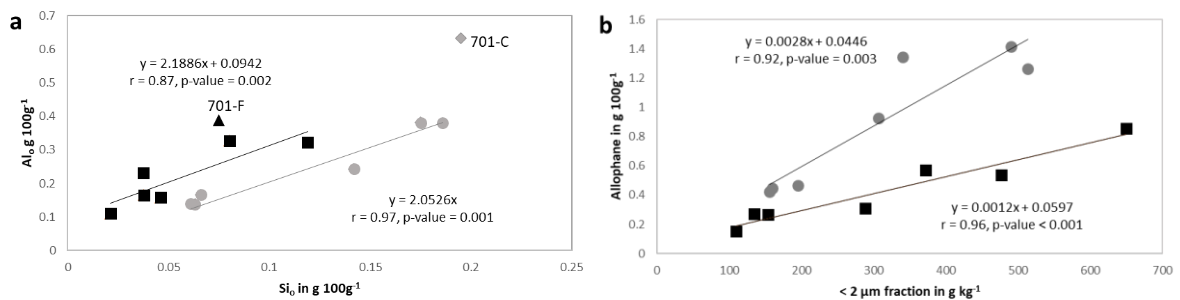 a
0.7
0.6
0.5
0.4
0.3
0.2
0.1
0
Alₒ g 100g⁻¹
y = 2.1886x + 0.0942
r = 0.87, p-value = 0.002
701-C
701-F
y = 2.0526x
r = 0.97, p-value = 0.001
0 0.05 0.1 0.15 0.2 0.25
Siₒ in g 100g⁻¹
b
1.6
1.4
1.2
1
0.8
0.6
0.4
0.2
0
Allophane in g 100g⁻¹
y = 0.0028x + 0.0446
r = 0.92, p-value = 0.003
y = 0.0012x + 0.0597
r = 0.96, p-value < 0.001
0 100 200 300 400 500 600 700
< 2 µm fraction in g kg⁻¹